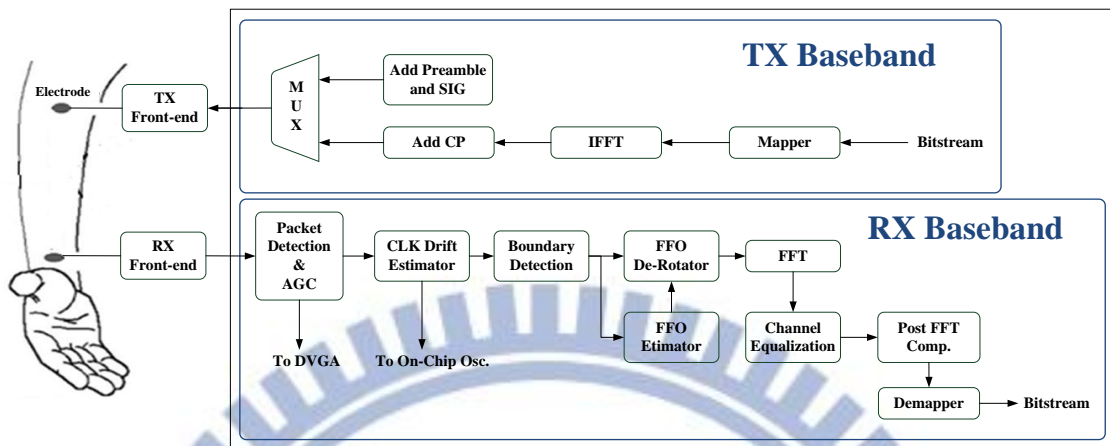 TX Baseband
Electrode
TX
Front-end
M
U
X
Add Preamble
and SIG
Add CP
IFFT
Mapper
Bitstream
RX Baseband
RX
Front-end
Packet
Detection
&
AGC
CLK Drift
Estimator
Boundary
Detection
FFO
De-Rotator
FFT
FFO
Etimator
Channel
Equalization
Post FFT
Comp.
To DVGA
To On-Chip Osc.
Demapper
Bitstream